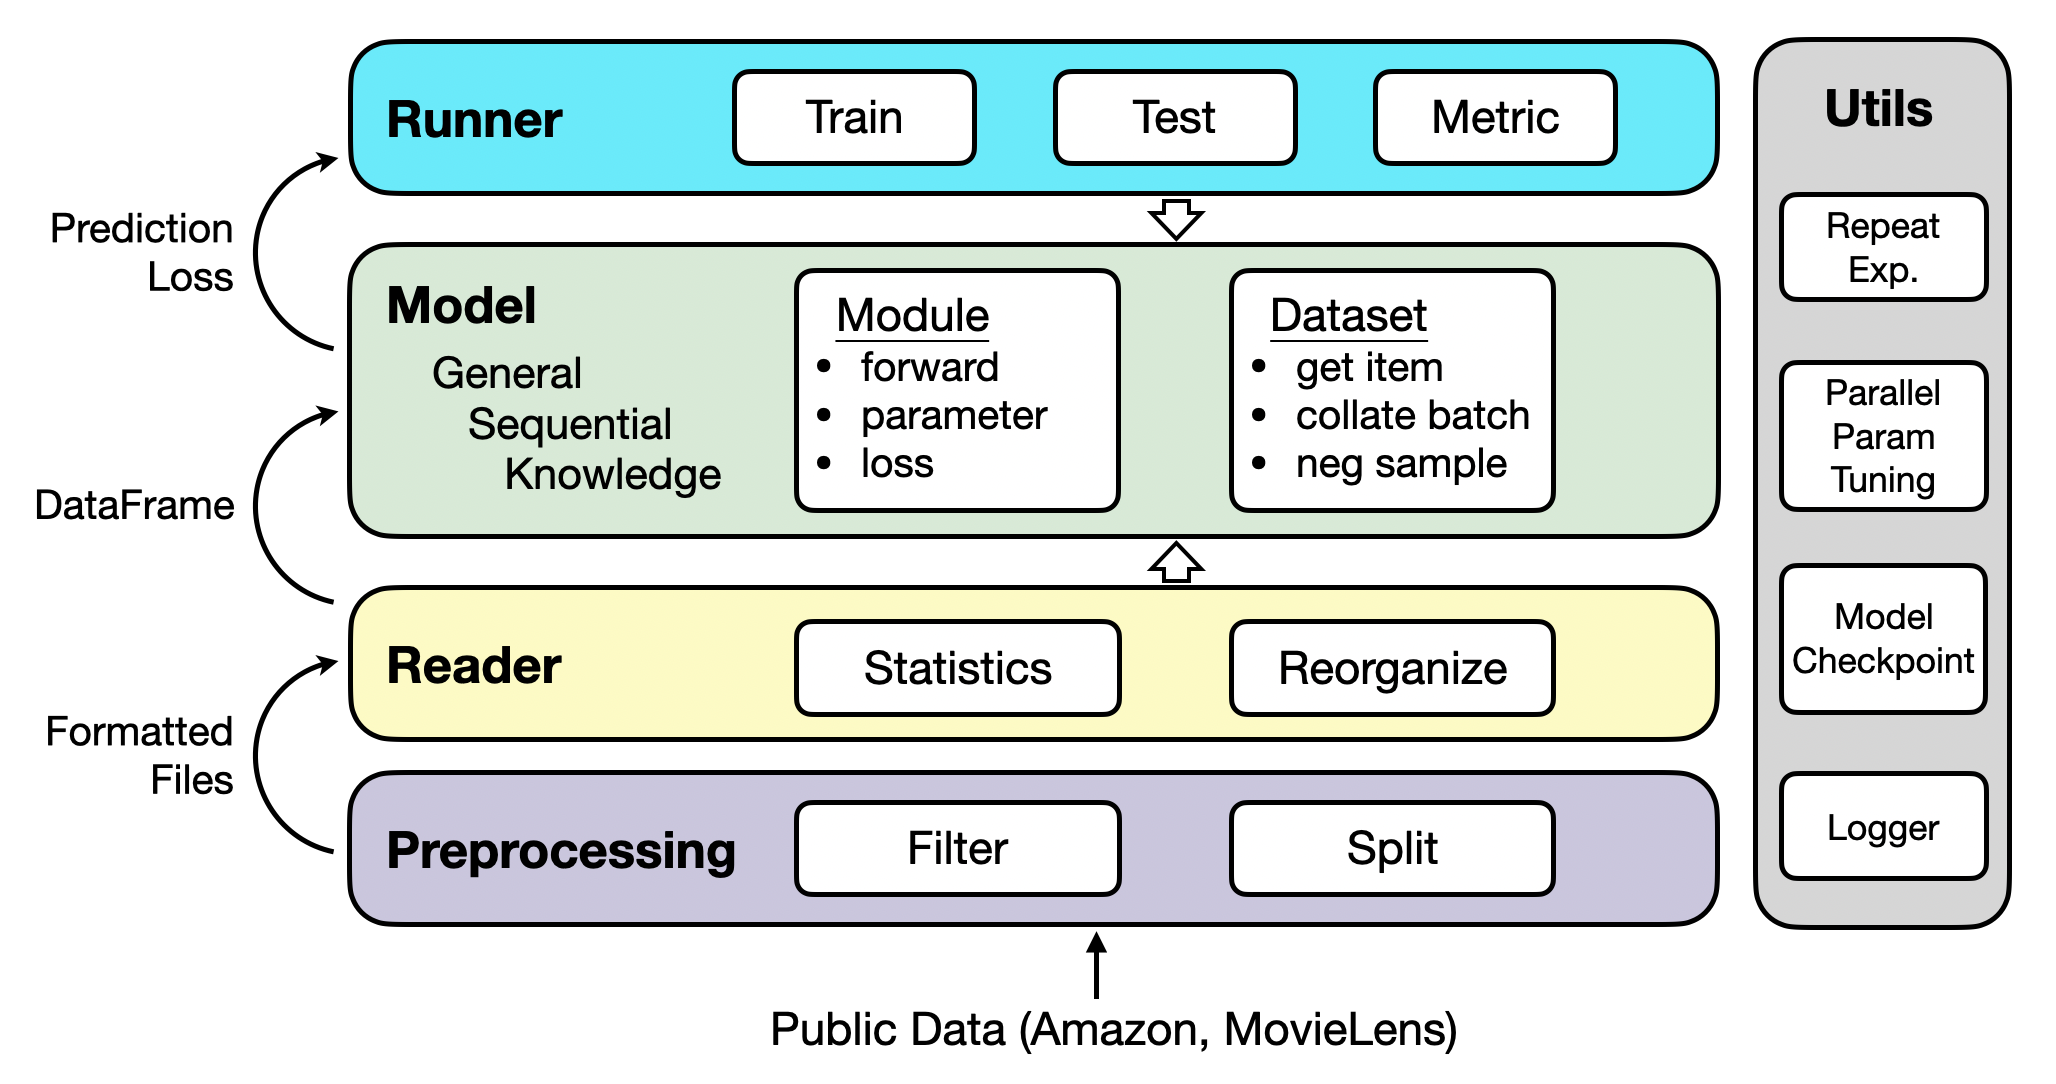 Runner
Train
Test
Metric
Prediction
Loss
Model
General
Sequential
Knowledge
Module
• forward
• parameter
• loss
Dataset
• get item
• collate batch
• neg sample
DataFrame
Reader
Statistics
Reorganize
Formatted
Files
Preprocessing
Filter
Split
Public Data (Amazon, MovieLens)
Utils
Repeat
Exp.
Parallel
Param
Tuning
Model
Checkpoint
Logger